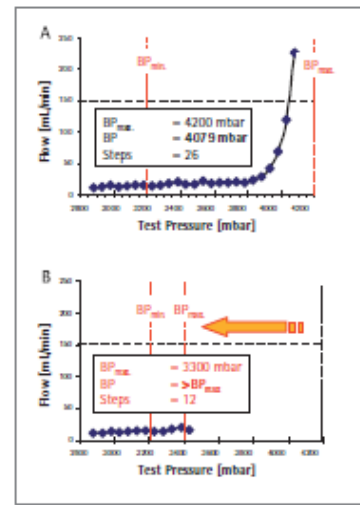 A
Flow [mL/min]
250
200
150
100
50
0
BPmin.
BPmax.
BPmax. = 4200 mbar
BP = 4079 mbar
Steps = 26
2800 3000 3200 3400 3600 3800 4000 4200
Test Pressure [mbar]
B
Flow [mL/min]
250
200
150
100
50
0
BPmin. BPmax.
BPmax. = 3300 mbar
BP = >BPmax
Steps = 12
Test Pressure [mbar]